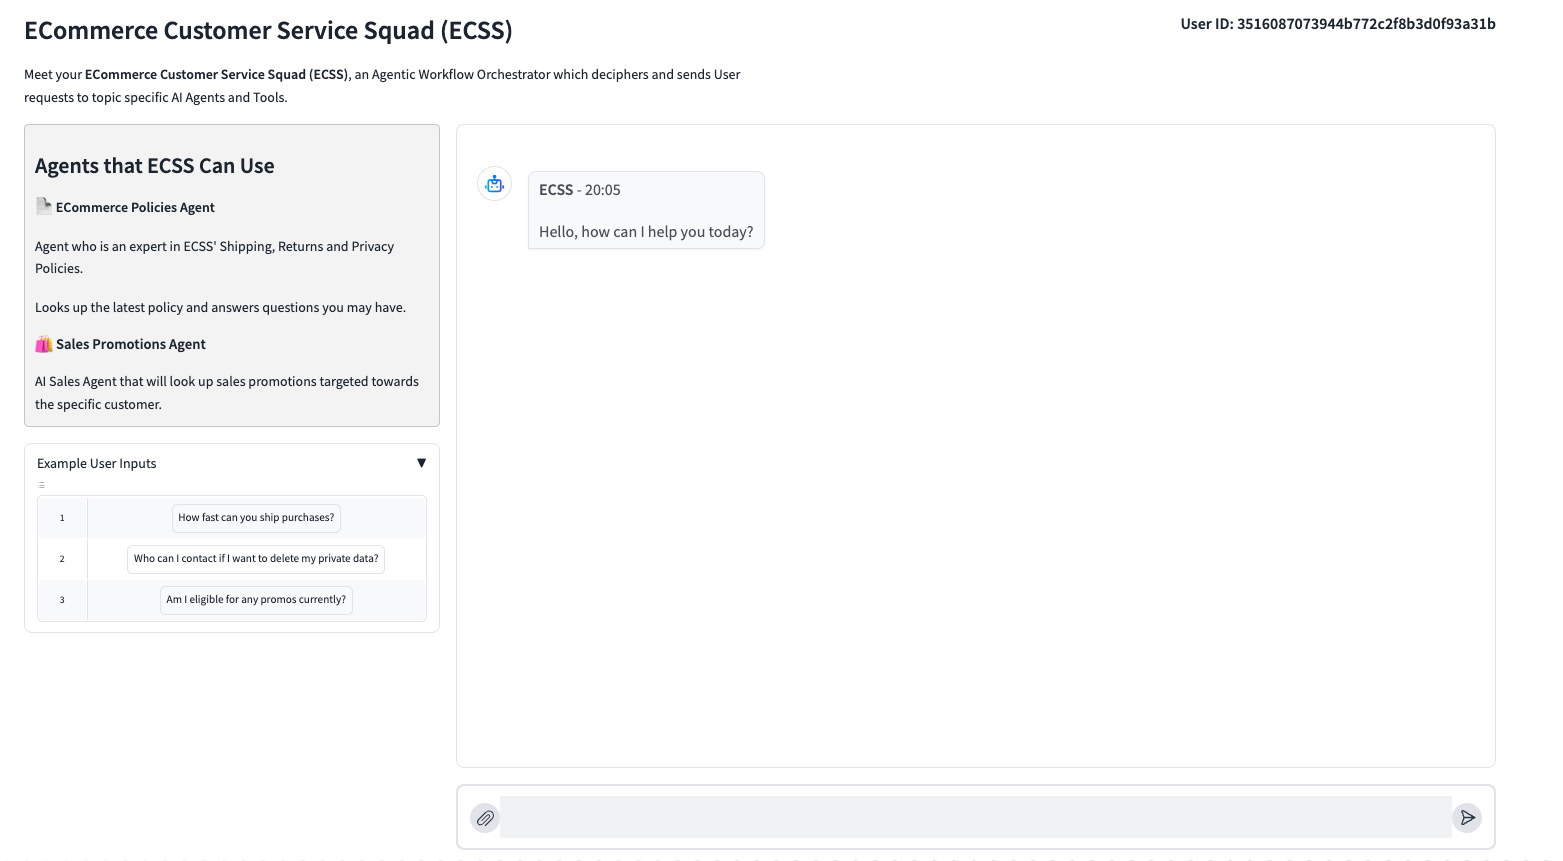 ECommerce Customer Service Squad (ECSS)
User ID: 3516087073944b772c2f8b3d0f93a31b
Meet your ECommerce Customer Service Squad (ECSS), an Agentic Workflow Orchestrator which deciphers and sends User
requests to topic specific AI Agents and Tools.
Agents that ECSS Can Use
ECommerce Policies Agent
Agent who is an expert in ECSS' Shipping, Returns and Privacy
Policies.
Looks up the latest policy and answers questions you may have.
Sales Promotions Agent
AI Sales Agent that will look up sales promotions targeted towards
the specific customer.
Example User Inputs
1 How fast can you ship purchases?
2 Who can I contact if I want to delete my private data?
3 Am I eligible for any promos currently?
ECSS - 20:05
Hello, how can I help you today?